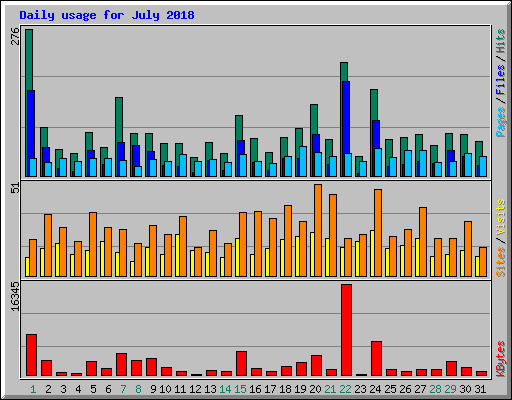 Daily usage for July 2018
276
Pages / Files / Hits
51
Sites / Visits
16345
KBytes
1 2 3 4 5 6 7 8 9 10 11 12 13 14 15 16 17 18 19 20 21 22 23 24 25 26 27 28 29 30 31